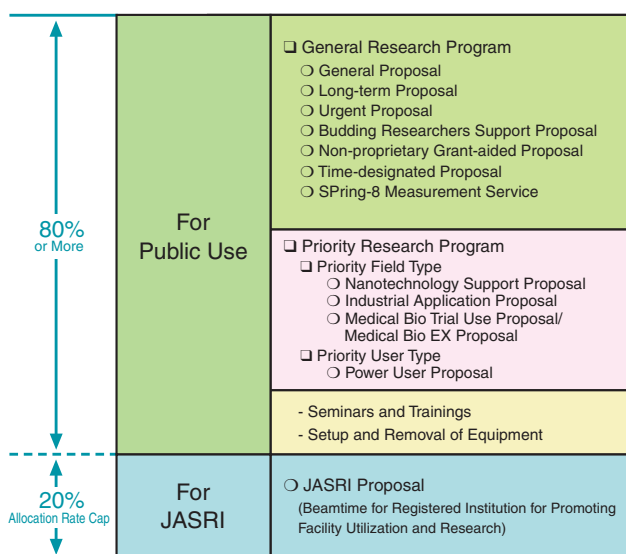 80%
or More
For
Public Use
❑ General Research Program
❍ General Proposal
❍ Long-term Proposal
❍ Urgent Proposal
❍ Budding Researchers Support Proposal
❍ Non-proprietary Grant-aided Proposal
❍ Time-designated Proposal
❍ SPring-8 Measurement Service
❑ Priority Research Program
❑ Priority Field Type
❍ Nanotechnology Support Proposal
❍ Industrial Application Proposal
❍ Medical Bio Trial Use Proposal/
Medical Bio EX Proposal
❑ Priority User Type
❍ Power User Proposal
- Seminars and Trainings
- Setup and Removal of Equipment
20%
Allocation Rate Cap
For
JASRI
❍ JASRI Proposal
(Beamtime for Registered Institution for Promoting
Facility Utilization and Research)